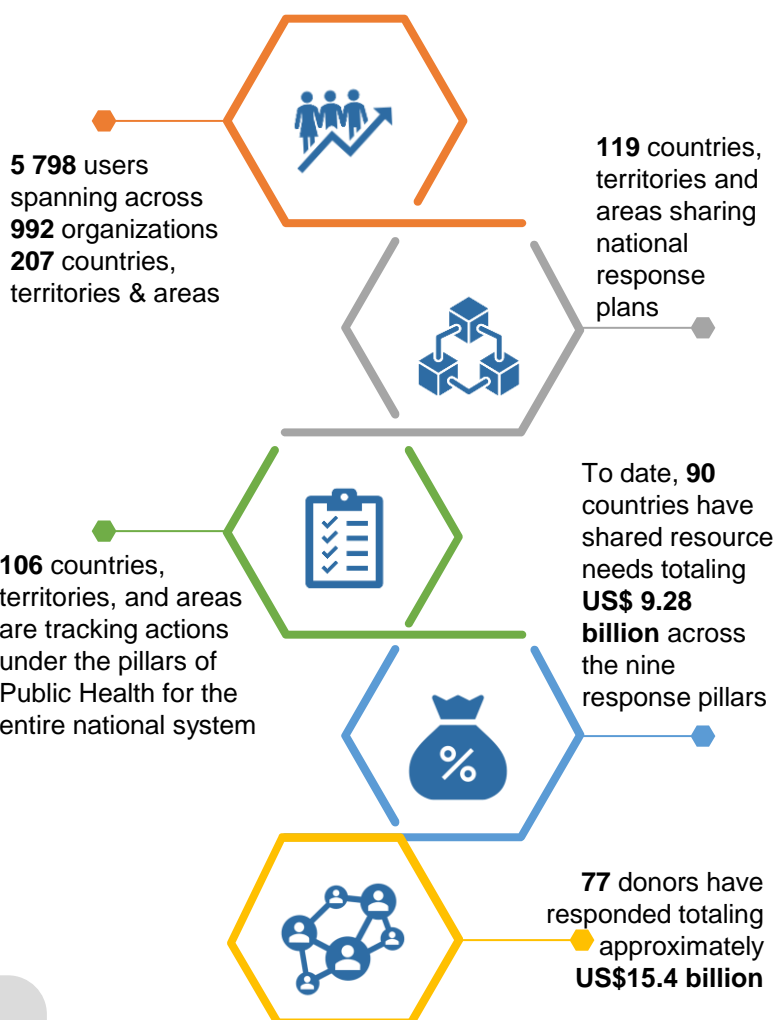 5 798 users
spanning across
992 organizations
207 countries,
territories & areas
119 countries,
territories and
areas sharing
national
response
plans
106 countries,
territories, and areas
are tracking actions
under the pillars of
Public Health for the
entire national system
To date, 90
countries have
shared resource
needs totaling
US$ 9.28
billion across
the nine
response pillars
%
77 donors have
responded totaling
approximately
US$15.4 billion